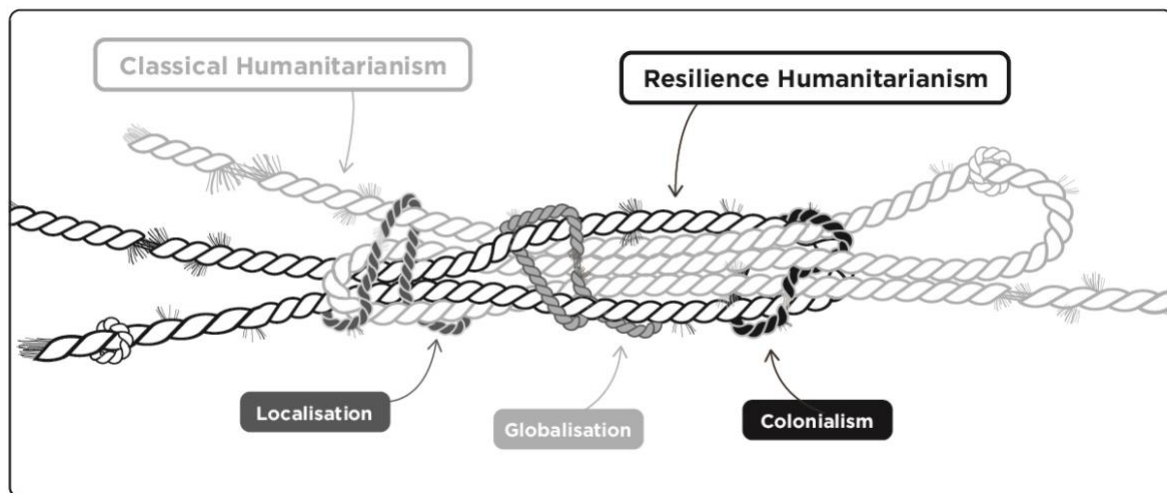 Classical Humanitarianism
Resilience Humanitarianism
Localisation
Globalisation
Colonialism